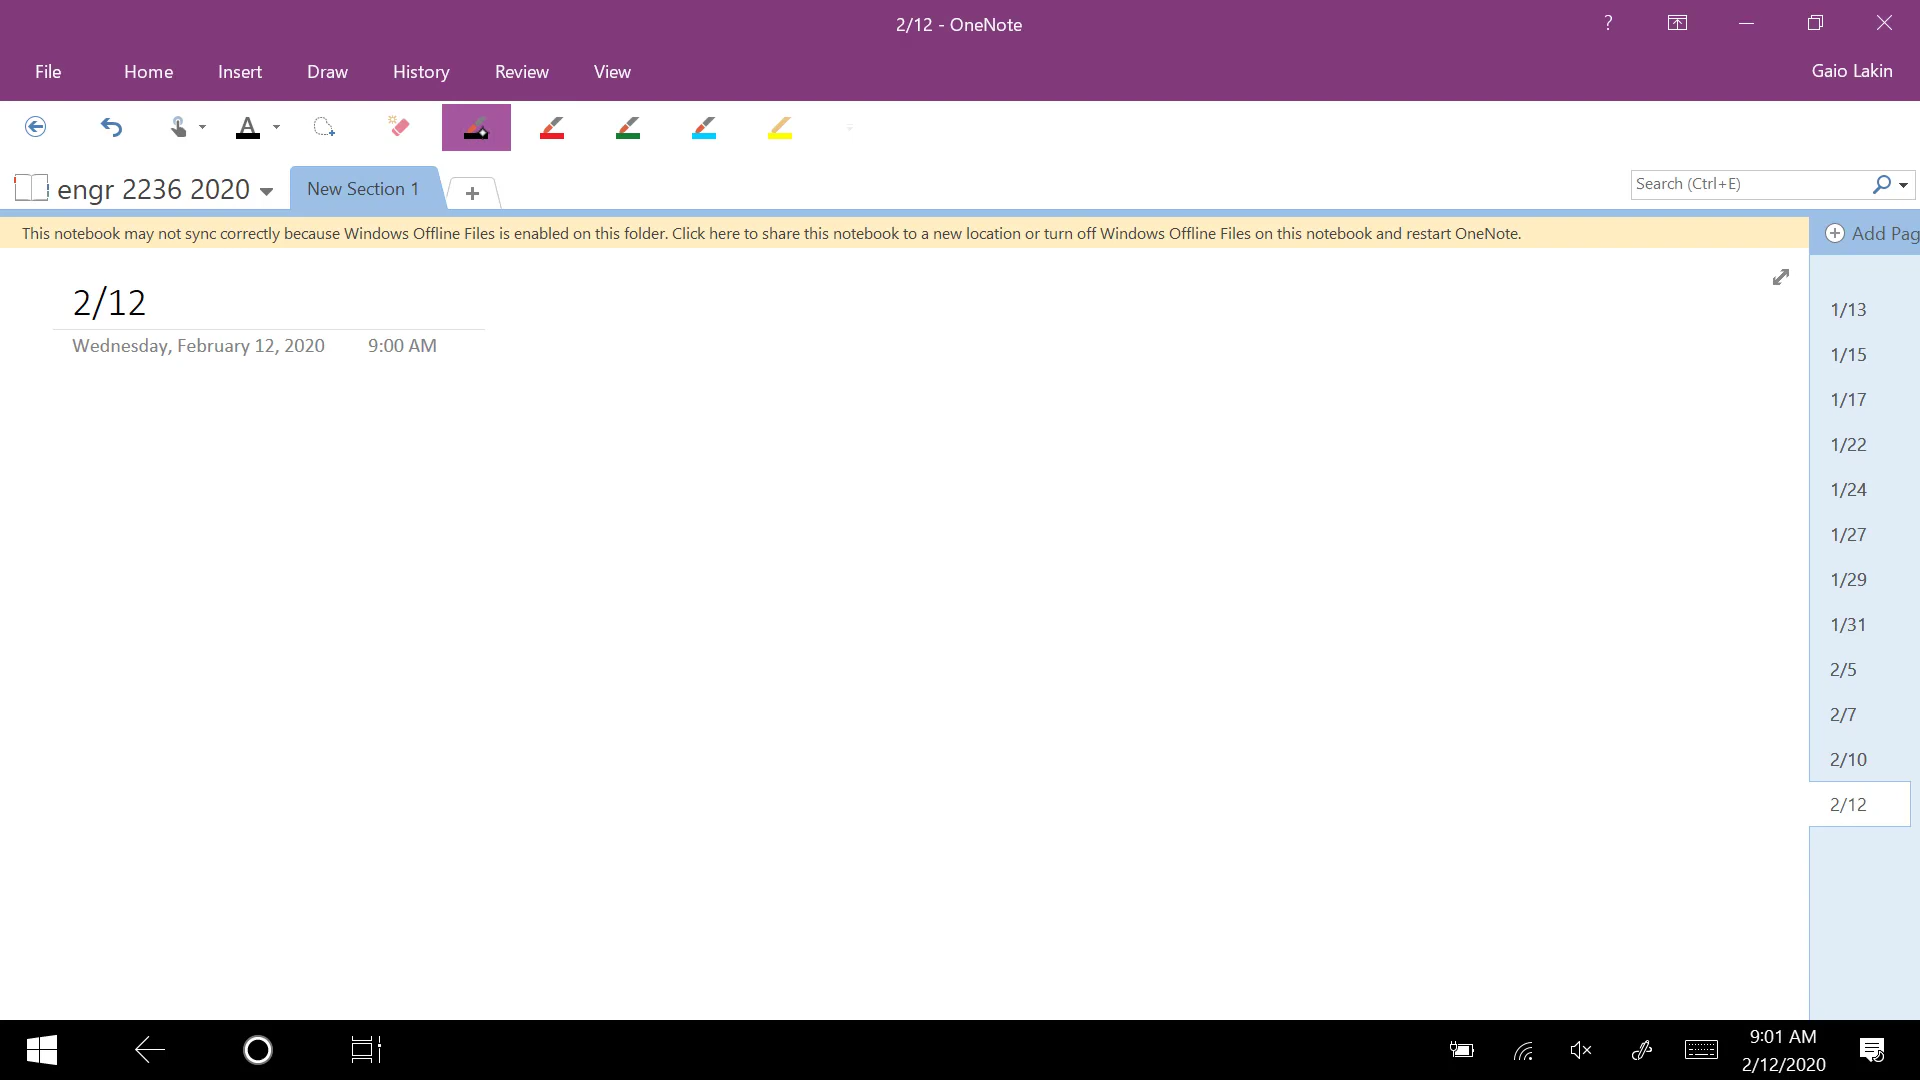 2/12 - OneNote
?
File Home Insert Draw History Review View Gaio Lakin
A
engr 2236 2020 New Section 1 + Search (Ctrl+E)
This notebook may not sync correctly because Windows Offline Files is enabled on this folder. Click here to share this notebook to a new location or turn off Windows Offline Files on this notebook and restart OneNote.
Add Pag
2/12
Wednesday, February 12, 2020 9:00 AM
1/13
1/15
1/17
1/22
1/24
1/27
1/29
1/31
2/5
2/7
2/10
2/12
9:01 AM
2/12/2020